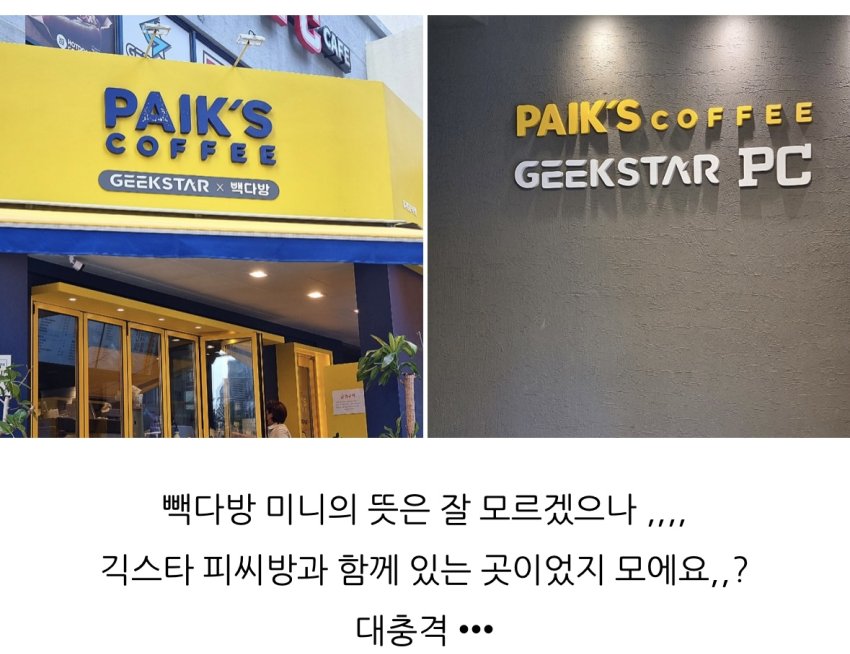 CAFE
PAIK'S
COFFEE
GEEKSTAR × 빽다방
PAIK'S COFFEE
GEEKSTAR PC
빽다방 미니의 뜻은 잘 모르겠으나 ,,,,
긱스타 피씨방과 함께 있는 곳이었지 모에요,,?
대충격 •••